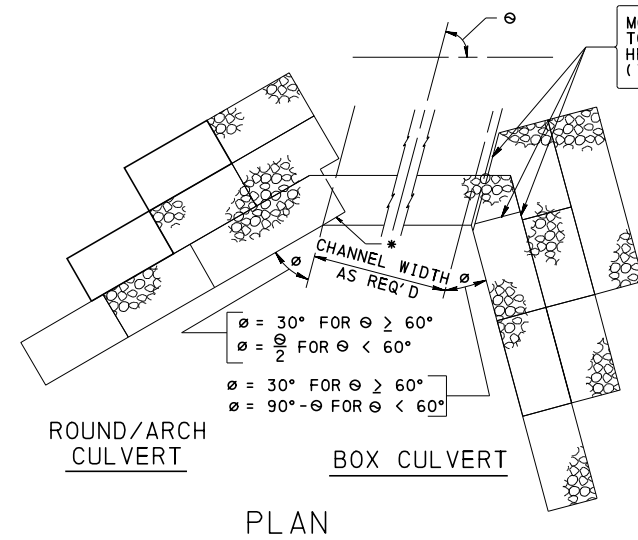 Θ
ø
*
CHANNEL WIDTH
AS REQ'D
ø
ø = 30° FOR Θ ≥ 60°
ø = Θ/2 FOR Θ < 60°
ø = 30° FOR Θ ≥ 60°
ø = 90°-Θ FOR Θ < 60°
ROUND/ARCH
CULVERT
BOX CULVERT
PLAN